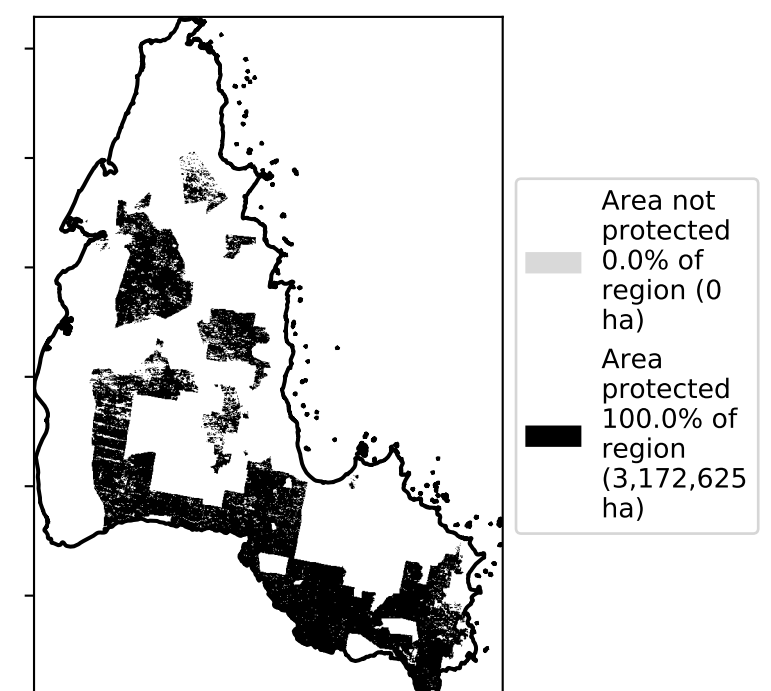 Area not
protected
0.0% of
region (0
ha)
Area
protected
100.0% of
region
(3,172,625
ha)